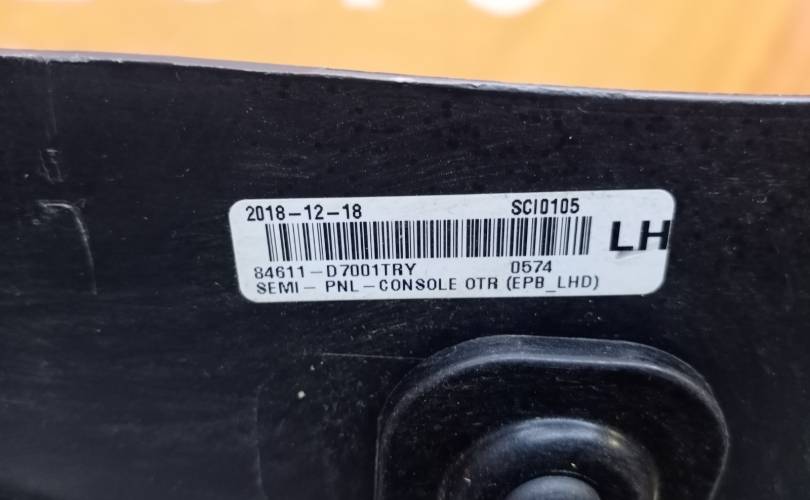 2018-12-18 SCI0105
LH
84611-D7001TRY 0574
SEMI- PNL-CONSOLE OTR (EPB_LHD)